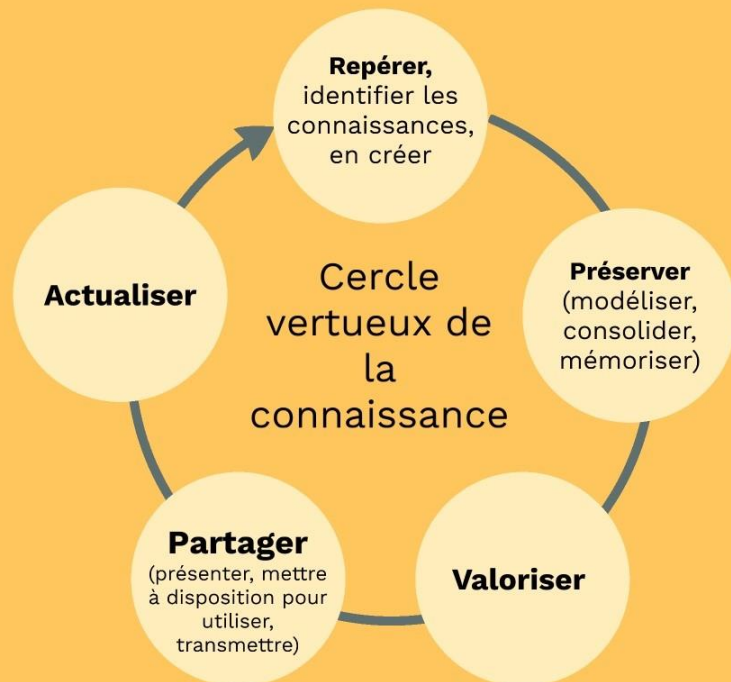 Repérer,
identifier les
connaissances,
en créer
Préserver
(modéliser,
consolider,
mémoriser)
Valoriser
Partager
(présenter, mettre
à disposition pour
utiliser,
transmettre)
Actualiser
Cercle
vertueux de
la
connaissance